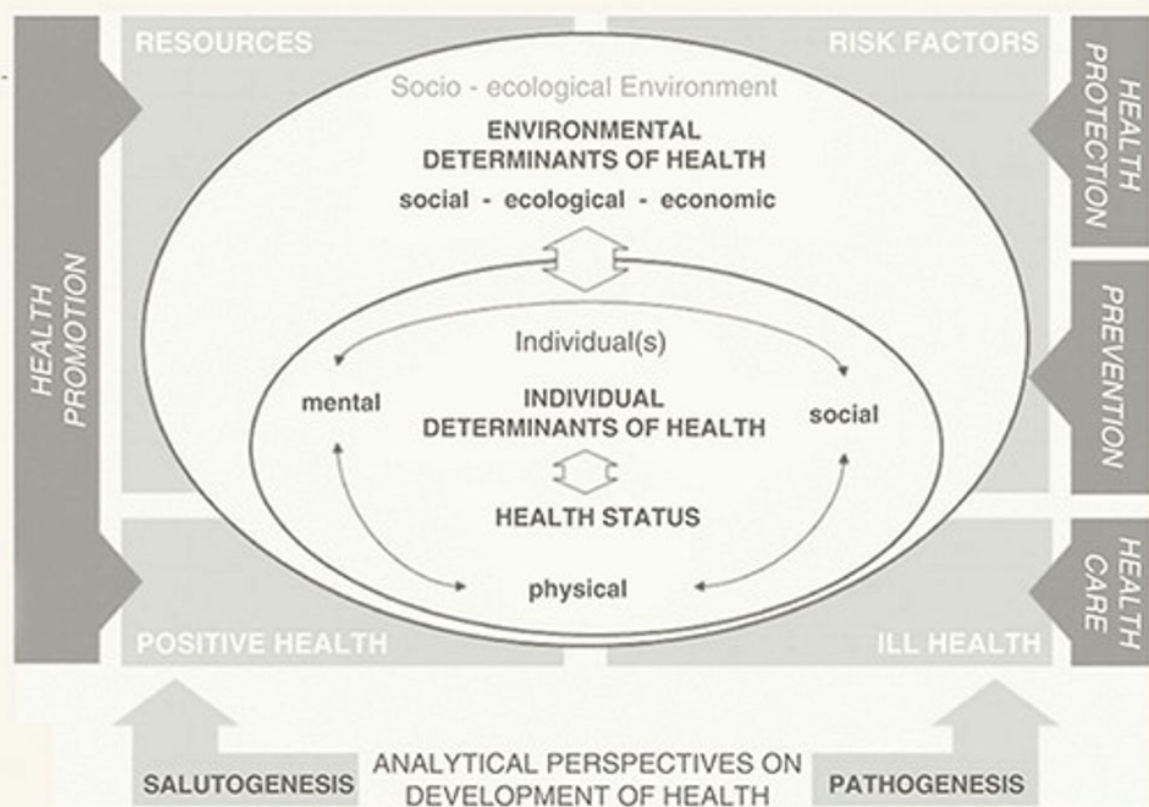 RESOURCES
RISK FACTORS
HEALTH
PROTECTION
Socio - ecological Environment
ENVIRONMENTAL
DETERMINANTS OF HEALTH
social - ecological - economic
HEALTH
PROMOTION
PREVENTION
Individual(s)
mental
INDIVIDUAL
DETERMINANTS OF HEALTH
social
HEALTH STATUS
physical
HEALTH
CARE
POSITIVE HEALTH
ILL HEALTH
SALUTOGENESIS
ANALYTICAL PERSPECTIVES ON
DEVELOPMENT OF HEALTH
PATHOGENESIS